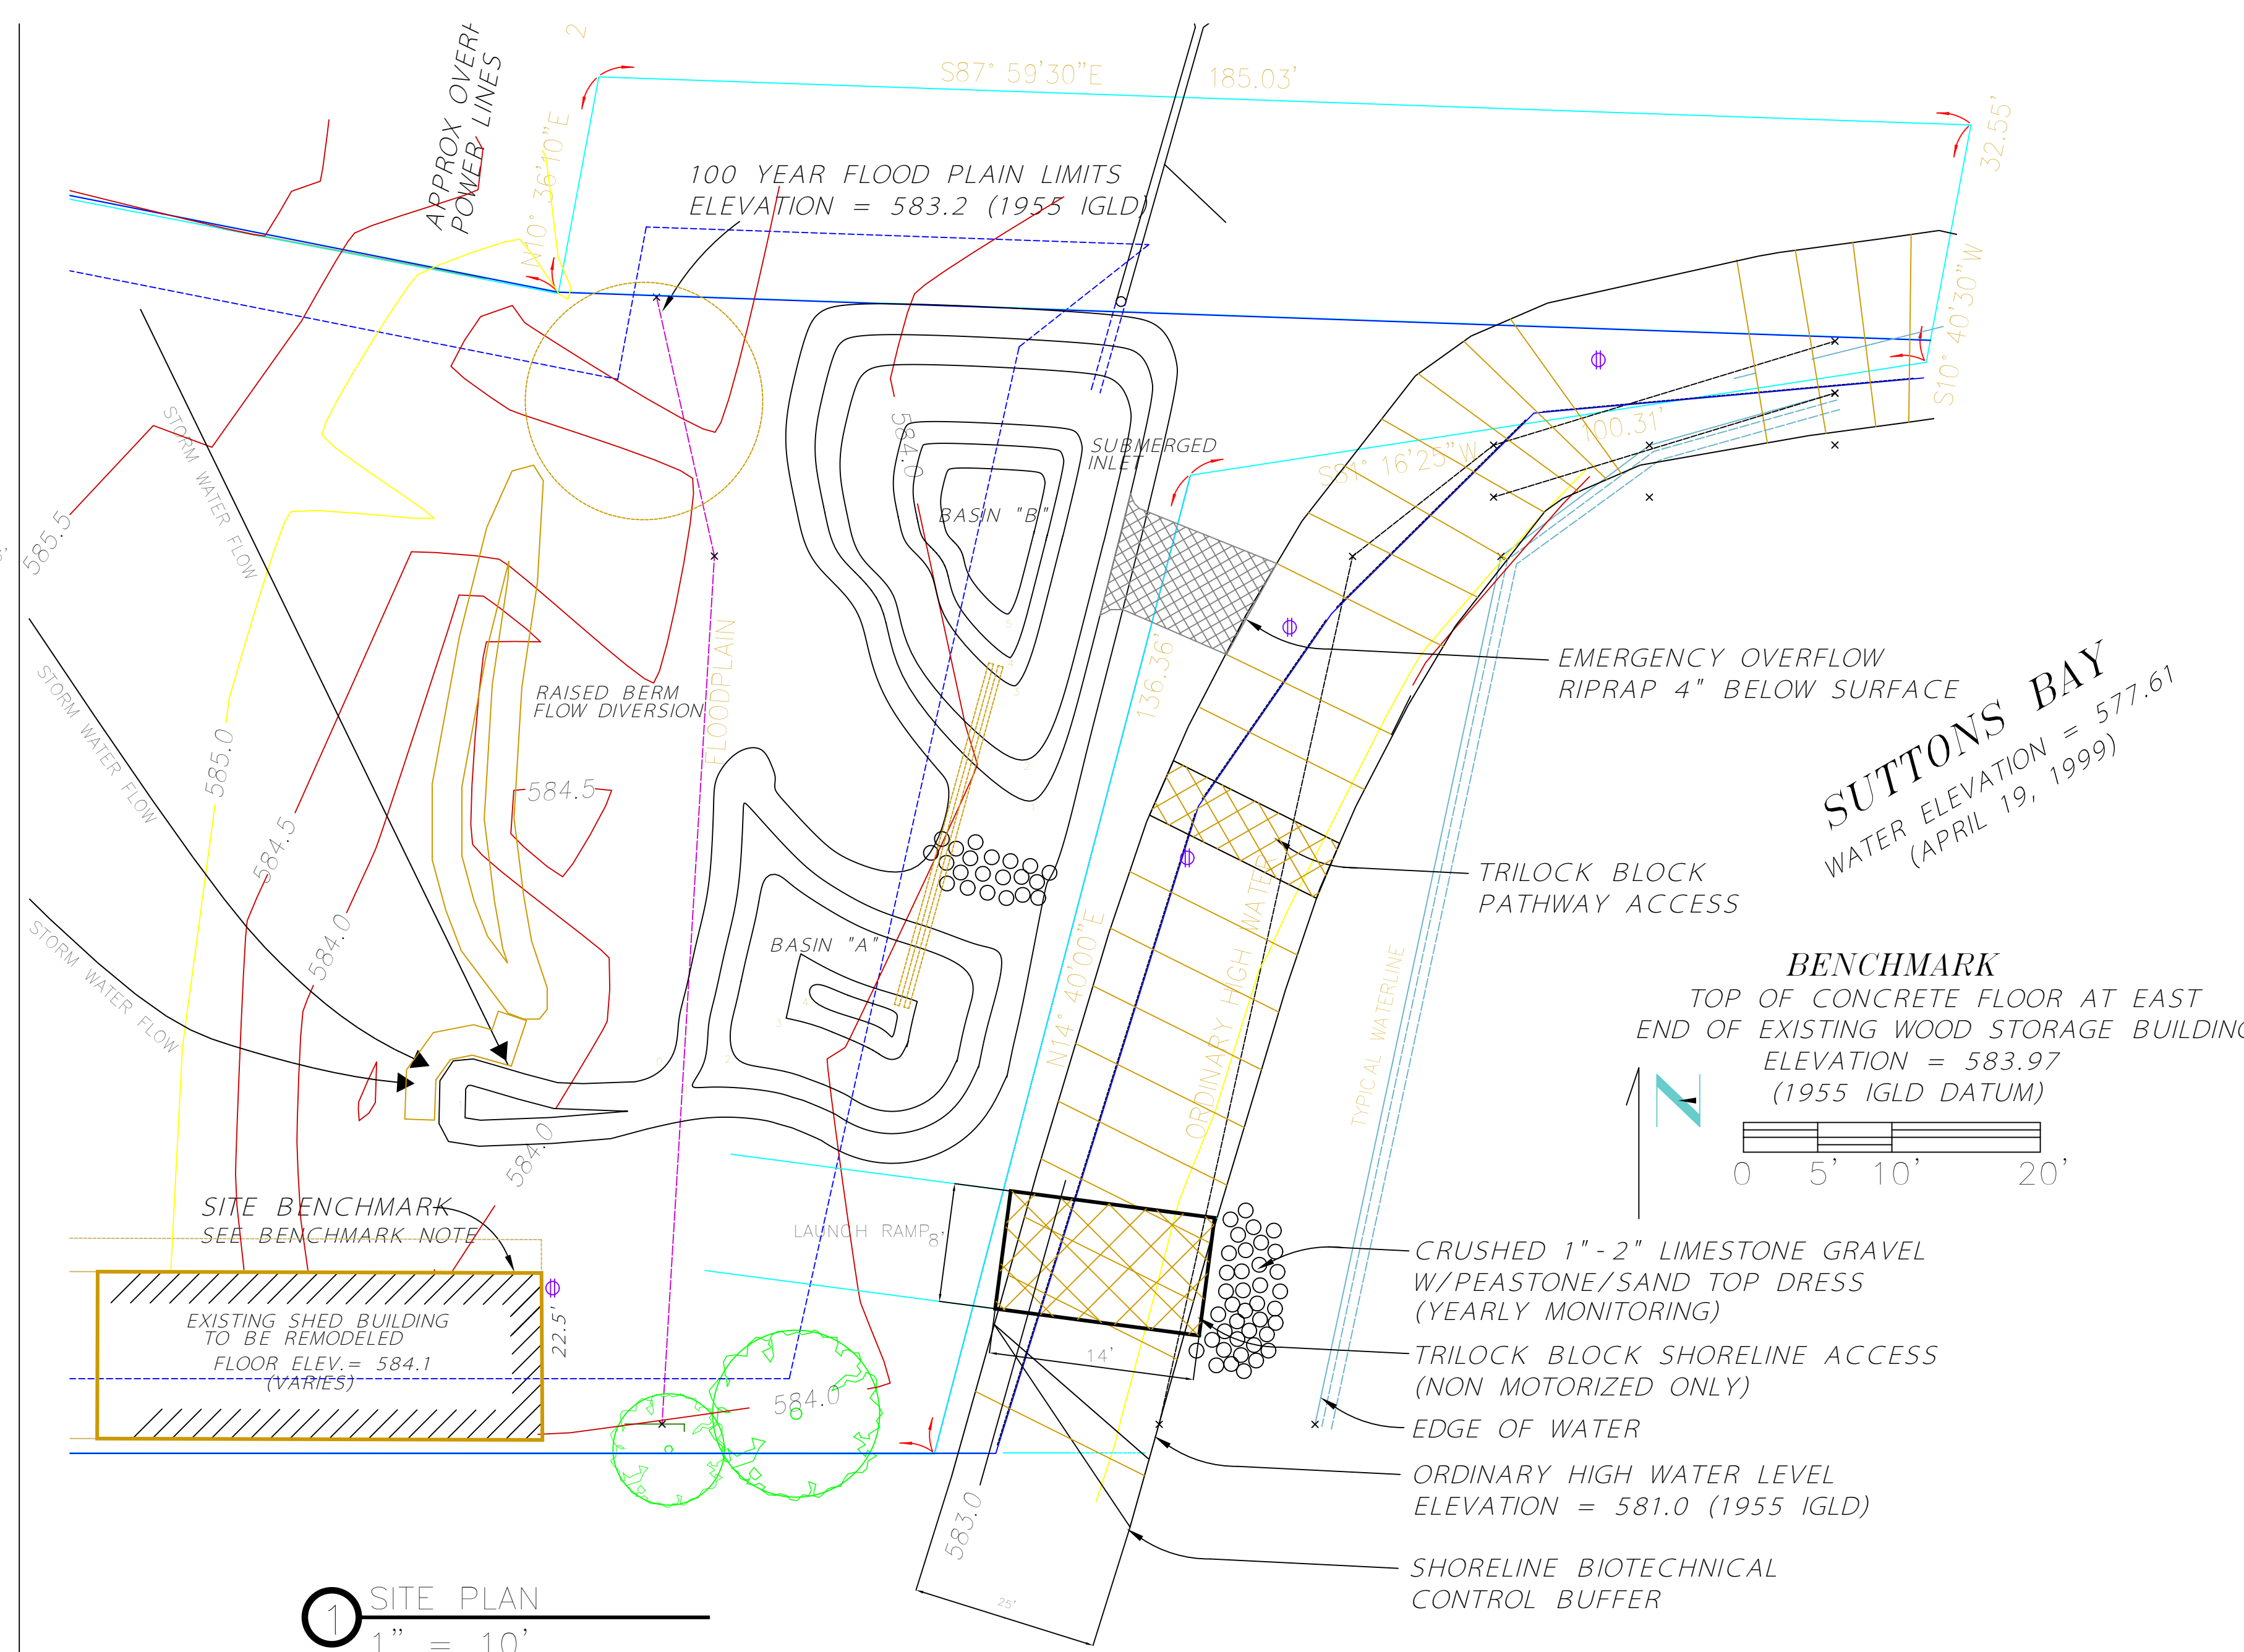 S87° 59'30"E 185.03'
32.55'
APPROX
POWER LINES
N10° 36'10"E
100 YEAR FLOOD PLAIN LIMITS
ELEVATION = 583.2 (1955 IGLD)
S10° 40'30"W
STORM WATER FLOW
584.0
SUBMERGED
INLET
S81° 16'25"W 100.31'
585.5
BASIN "B"
5
4
3
2
EMERGENCY OVERFLOW
RIPRAP 4" BELOW SURFACE
136.36'
FLOODPLAIN
RAISED BERM
FLOW DIVERSION
STORM WATER FLOW
585.0
584.5
584.5
SUTTONS BAY
WATER ELEVATION = 577.61
(APRIL 19, 1999)
TRILOCK BLOCK
PATHWAY ACCESS
584.0
STORM WATER FLOW
BASIN "A"
4
3
2
N14° 40'00"E
ORDINARY HIGH WATER
TYPICAL WATERLINE
BENCHMARK
TOP OF CONCRETE FLOOR AT EAST
END OF EXISTING WOOD STORAGE BUILDING
ELEVATION = 583.97
(1955 IGLD DATUM)
N
0 5' 10' 20'
584.0
SITE BENCHMARK
SEE BENCHMARK NOTE
LAUNCH RAMP 8'
CRUSHED 1"-2" LIMESTONE GRAVEL
W/PEASTONE/SAND TOP DRESS
(YEARLY MONITORING)
EXISTING SHED BUILDING
TO BE REMODELED
FLOOR ELEV.= 584.1
(VARIES)
22.5'
14'
TRILOCK BLOCK SHORELINE ACCESS
(NON MOTORIZED ONLY)
584.0
EDGE OF WATER
ORDINARY HIGH WATER LEVEL
ELEVATION = 581.0 (1955 IGLD)
583.0
SHORELINE BIOTECHNICAL
CONTROL BUFFER
25'
1 SITE PLAN
1" = 10'